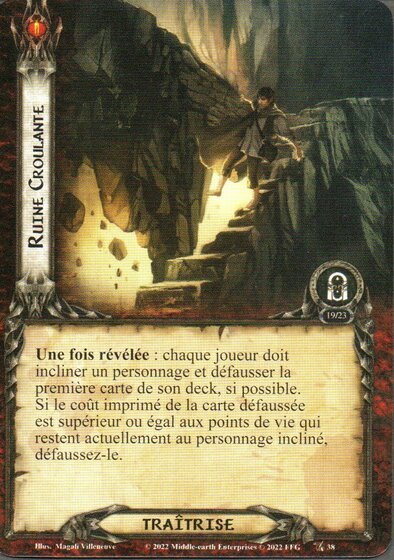 Ruine Croulante
19/23
Une fois révélée : chaque joueur doit
incliner un personnage et défausser la
première carte de son deck, si possible.
Si le coût imprimé de la carte défaussée
est supérieur ou égal aux points de vie qui
restent actuellement au personnage incliné,
défaussez-le.
TRAÎTRISE
Illus. Magali Villeneuve © 2022 Middle-earth Enterprises © 2022 FFG 38